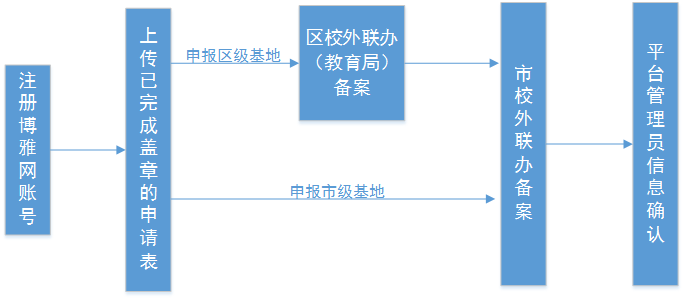 注册博雅网账号
上传已完成盖章的申请表
申报区级基地
区校外联办
（教育局）
备案
申报市级基地
市校外联办备案
平台管理员信息确认